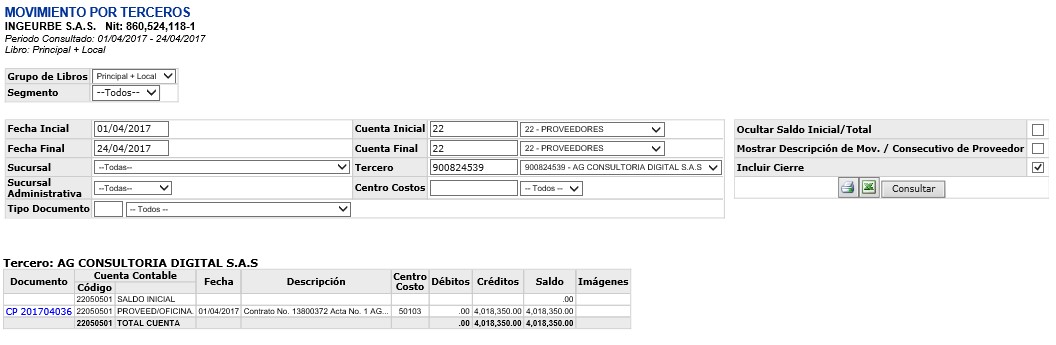 MOVIMIENTO POR TERCEROS
INGEURBE S.A.S. Nit: 860,524,118-1
Periodo Consultado: 01/04/2017 - 24/04/2017
Libro: Principal + Local
Grupo de Libros Principal + Local
Segmento --Todos--
Fecha Incial 01/04/2017 Cuenta Inicial 22 22 - PROVEEDORES Ocultar Saldo Inicial/Total
Fecha Final 24/04/2017 Cuenta Final 22 22 - PROVEEDORES Mostrar Descripción de Mov. / Consecutivo de Proveedor
Sucursal --Todas-- Tercero 900824539 900824539 - AG CONSULTORIA DIGITAL S.A.S Incluir Cierre
Sucursal Administrativa --Todas-- Centro Costos -- Todos -- Consultar
Tipo Documento -- Todos --
Tercero: AG CONSULTORIA DIGITAL S.A.S
Documento Cuenta Contable Fecha Descripción Centro Costo Débitos Créditos Saldo Imágenes
Código
22050501 SALDO INICIAL .00
CP 201704036 22050501 PROVEED/OFICINA. 01/04/2017 Contrato No. 13800372 Acta No. 1 AG... 50103 .00 4,018,350.00 4,018,350.00
22050501 TOTAL CUENTA .00 4,018,350.00 4,018,350.00